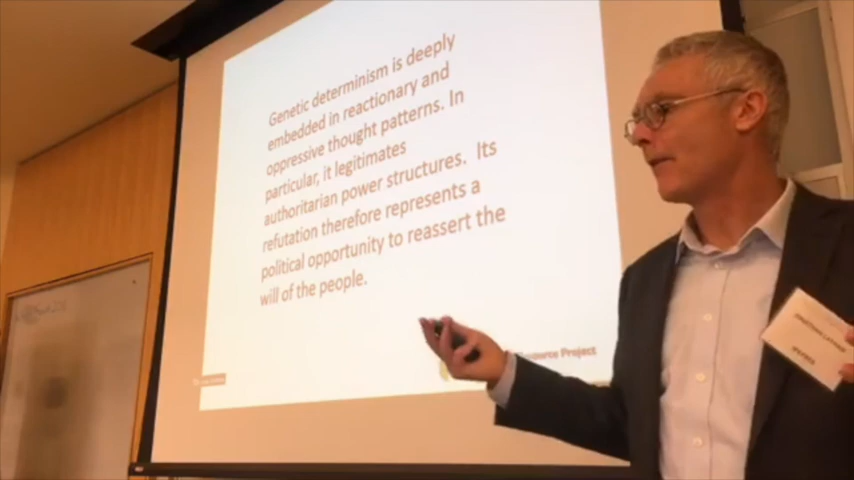 Genetic determinism is deeply
embedded in reactionary and
oppressive thought patterns. In
particular, it legitimates
authoritarian power structures.  Its
refutation therefore represents a
political opportunity to reassert the
will of the people.
source Project